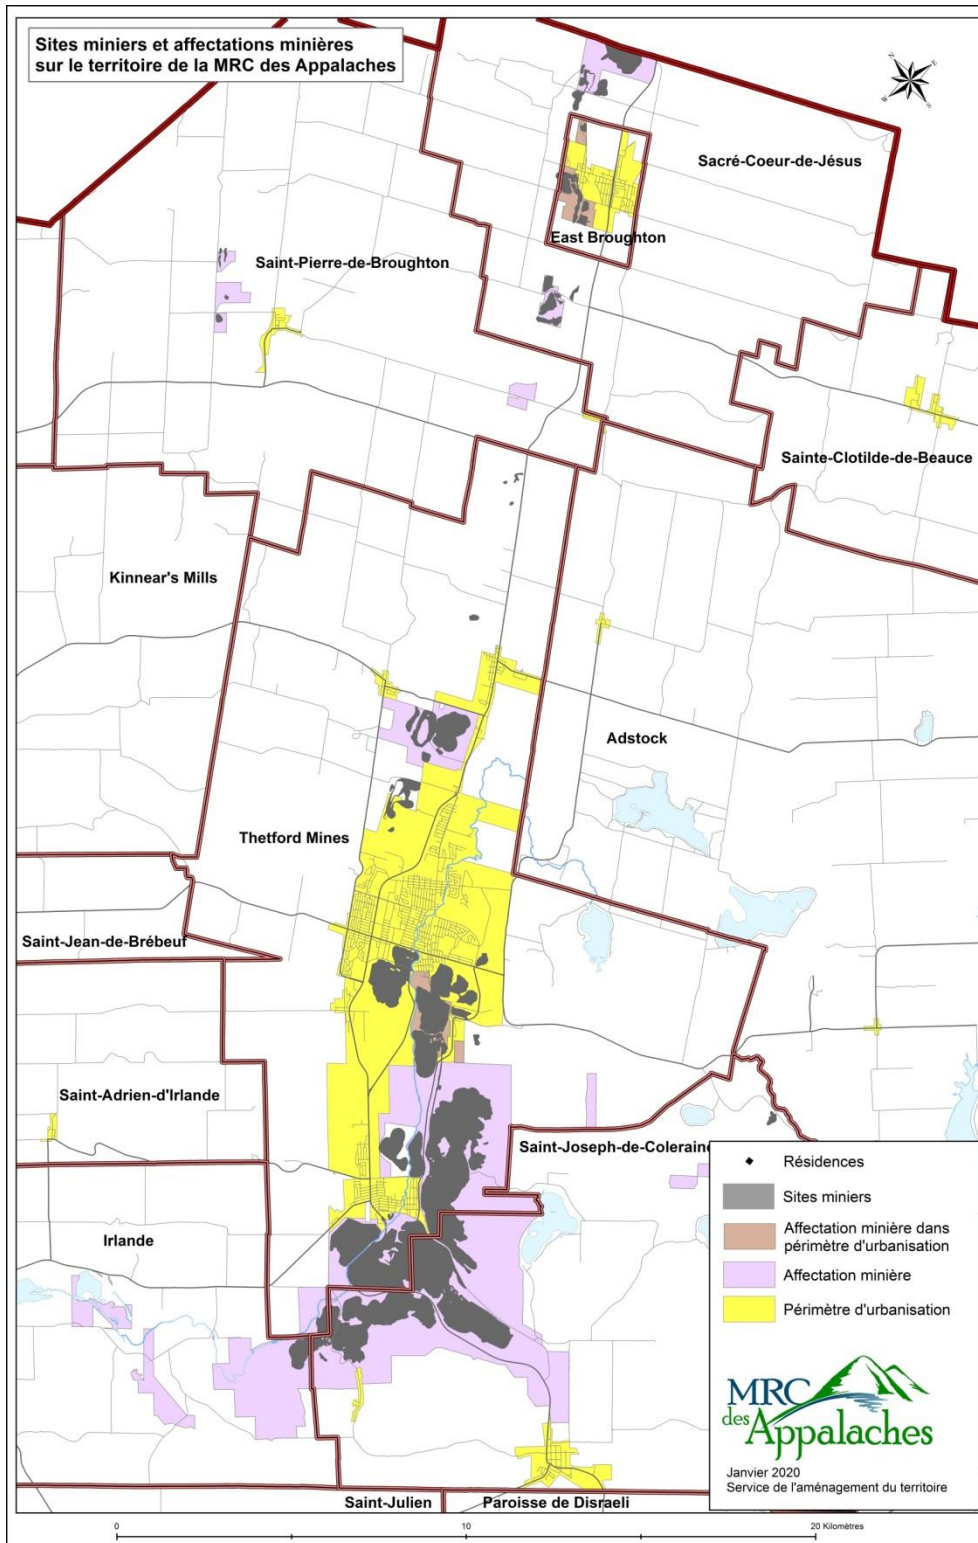 Sites miniers et affectations minières
sur le territoire de la MRC des Appalaches
N
E
S
Sacré-Coeur-de-Jésus
East Broughton
Saint-Pierre-de-Broughton
Sainte-Clotilde-de-Beauce
Kinnear's Mills
Adstock
Thetford Mines
Saint-Jean-de-Brébeuf
Saint-Adrien-d'Irlande
Saint-Joseph-de-Coleraine
Irlande
Résidences
Sites miniers
Affectation minière dans
périmètre d'urbanisation
Affectation minière
Périmètre d'urbanisation
MRC
des
Appalaches
Janvier 2020
Service de l'aménagement du territoire
Saint-Julien
Paroisse de Disraeli
0 10 20 Kilomètres